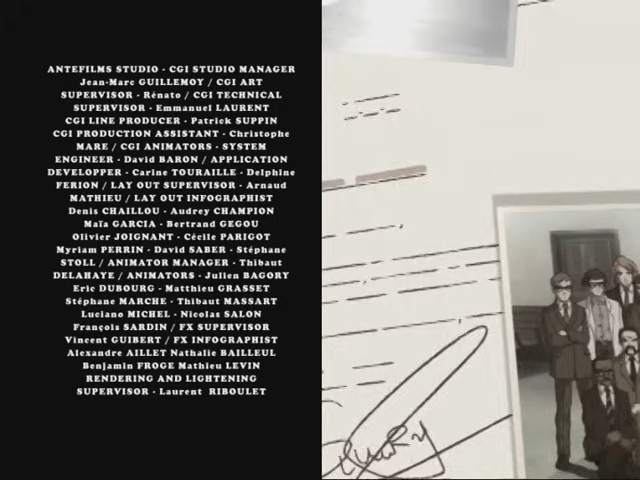 ANTEFILMS STUDIO - CGI STUDIO MANAGER
Jean-Marc GUILLEMOY / CGI ART
SUPERVISOR - Rénato / CGI TECHNICAL
SUPERVISOR - Emmanuel LAURENT
CGI LINE PRODUCER - Patrick SUPPIN
CGI PRODUCTION ASSISTANT - Christophe
MARE / CGI ANIMATORS - SYSTEM
ENGINEER - David BARON / APPLICATION
DEVELOPPER - Carine TOURAILLE - Delphine
FERION / LAY OUT SUPERVISOR - Arnaud
MATHIEU / LAY OUT INFOGRAPHIST
Denis CHAILLOU - Audrey CHAMPION
Maïa GARCIA - Bertrand GEGOU
Olivier JOIGNANT - Cécile PARIGOT
Myriam PERRIN - David SABER - Stéphane
STOLL / ANIMATOR MANAGER - Thibaut
DELAHAYE / ANIMATORS - Julien BAGORY
Eric DUBOURG - Matthieu GRASSET
Stéphane MARCHE - Thibaut MASSART
Luciano MICHEL - Nicolas SALON
François SARDIN / FX SUPERVISOR
Vincent GUIBERT / FX INFOGRAPHIST
Alexandre AILLET Nathalie BAILLEUL
Benjamin FROGE Mathieu LEVIN
RENDERING AND LIGHTENING
SUPERVISOR - Laurent RIBOULET